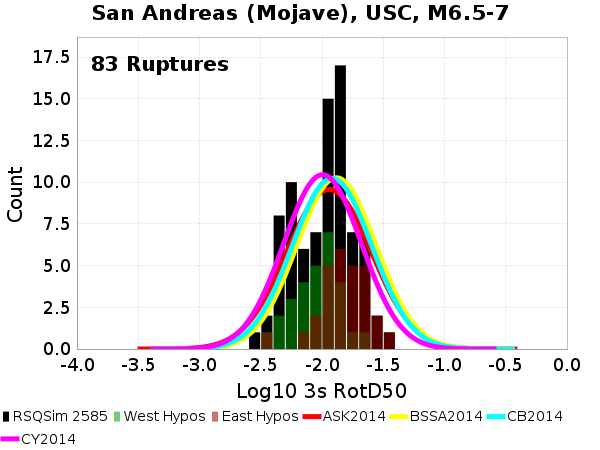 San Andreas (Mojave), USC, M6.5-7
83 Ruptures
Count
17.5
15.0
12.5
10.0
7.5
5.0
2.5
0.0
-4.0 -3.5 -3.0 -2.5 -2.0 -1.5 -1.0 -0.5 0.0
Log10 3s RotD50
RSQSim 2585 West Hypos East Hypos ASK2014 BSSA2014 CB2014
CY2014